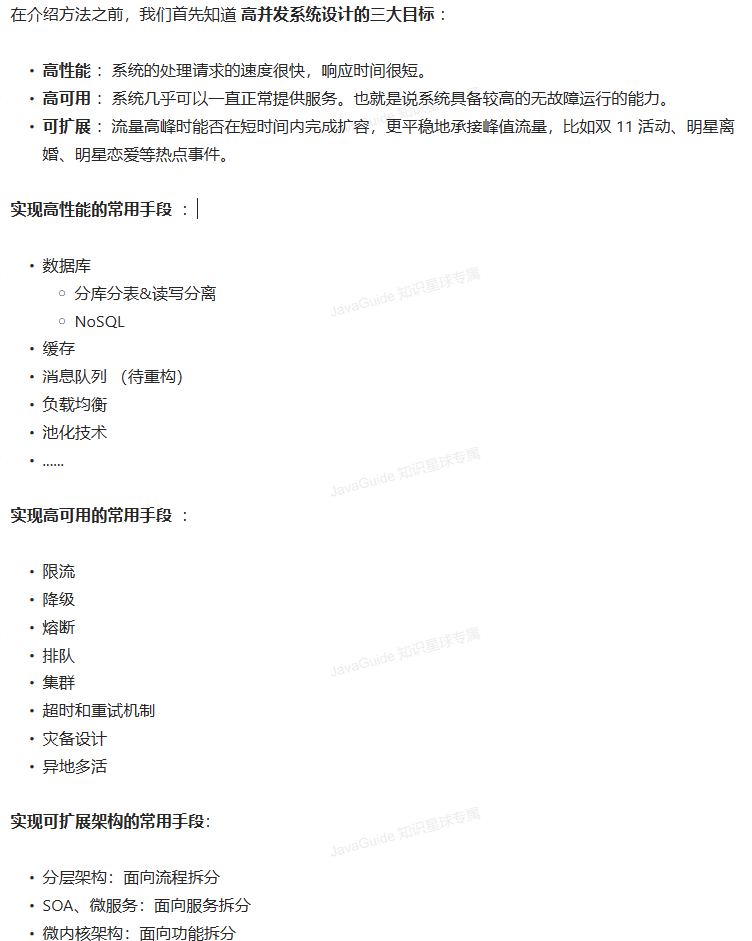 在介绍方法之前，我们首先知道 高并发系统设计的三大目标 ：
• 高性能 ：系统的处理请求的速度很快，响应时间很短。
• 高可用 ：系统几乎可以一直正常提供服务。也就是说系统具备较高的无故障运行的能力。
• 可扩展 ：流量高峰时能否在短时间内完成扩容，更平稳地承接峰值流量，比如双 11 活动、明星离
婚、明星恋爱等热点事件。
实现高性能的常用手段 ：
• 数据库
○ 分库分表&读写分离
JavaGuide 知识星球专属
○ NoSQL
• 缓存
• 消息队列 （待重构）
• 负载均衡
• 池化技术
• ......
JavaGuide 知识星球专属
实现高可用的常用手段 ：
• 限流
• 降级
• 熔断
• 排队
JavaGuide 知识星球专属
• 集群
• 超时和重试机制
• 灾备设计
• 异地多活
实现可扩展架构的常用手段：
JavaGuide 知识星球专属
• 分层架构：面向流程拆分
• SOA、微服务：面向服务拆分
• 微内核架构：面向功能拆分